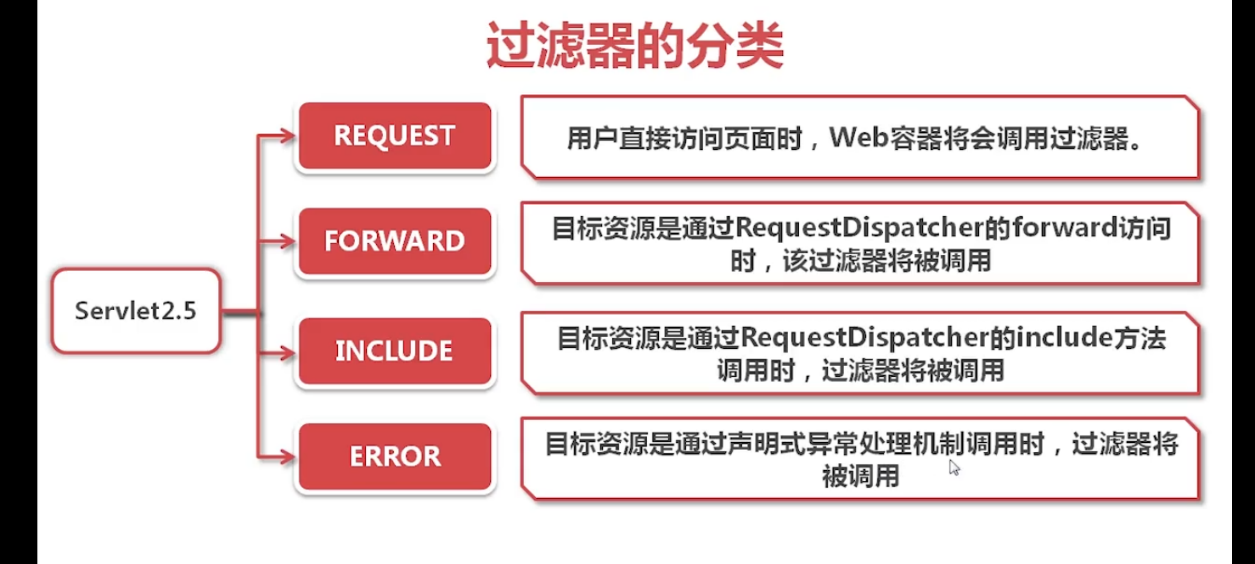 过滤器的分类
Servlet2.5
REQUEST
用户直接访问页面时，Web容器将会调用过滤器。
FORWARD
目标资源是通过RequestDispatcher的forward访问
时，该过滤器将被调用
INCLUDE
目标资源是通过RequestDispatcher的include方法
调用时，过滤器将被调用
ERROR
目标资源是通过声明式异常处理机制调用时，过滤器将
被调用